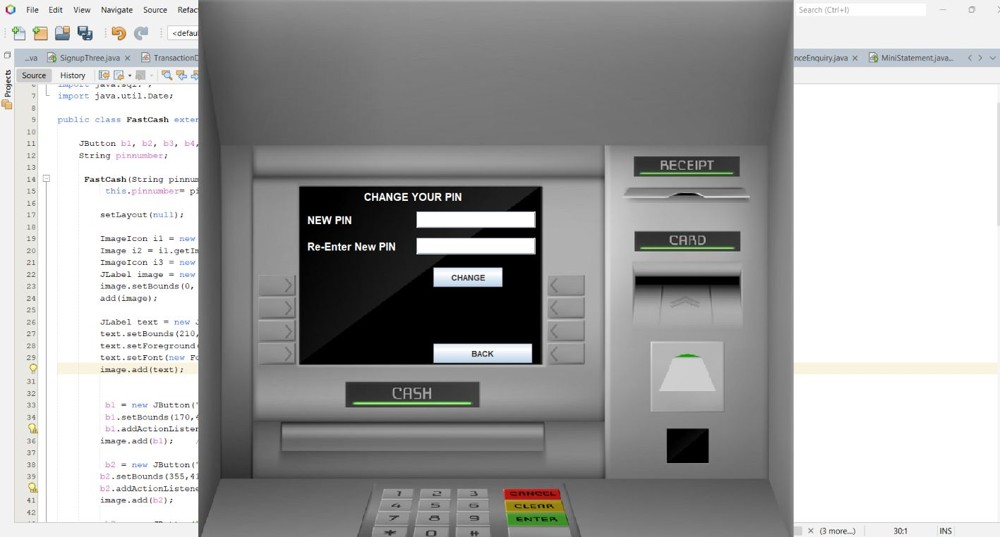 File Edit View Navigate Source Refact
Search (Ctrl+I)
<defau
...va SignupThree.java TransactionD
nceEnquiry.java MiniStatement.java...
Source History
Projects
7 import java.util.Date;
8
9 public class FastCash exten
10
11 JButton b1, b2, b3, b4,
12 String pinnumber;
13
14 FastCash(String pinnum
15 this.pinnumber= pi
16
17 setLayout(null);
18
19 ImageIcon i1 = new
20 Image i2 = i1.getIm
21 ImageIcon i3 = new
22 JLabel image = new
23 image.setBounds(0,
24 add(image);
25
26 JLabel text = new J
27 text.setBounds(210,
28 text.setForeground(
29 text.setFont(new Fo
image.add(text);
31
32
33 b1 = new JButton("
34 b1.setBounds(170,4
b1.addActionListen
36 image.add(b1);
37
38 b2 = new JButton("
39 b2.setBounds(355,41
b2.addActionListene
41 image.add(b2);
42
CHANGE YOUR PIN
NEW PIN
Re-Enter New PIN
CHANGE
BACK
CASH
RECEIPT
CARD
1 2 3 CANCEL
4 5 6 CLEAR
7 8 9 ENTER
* 0 #
(3 more...) 30:1 INS